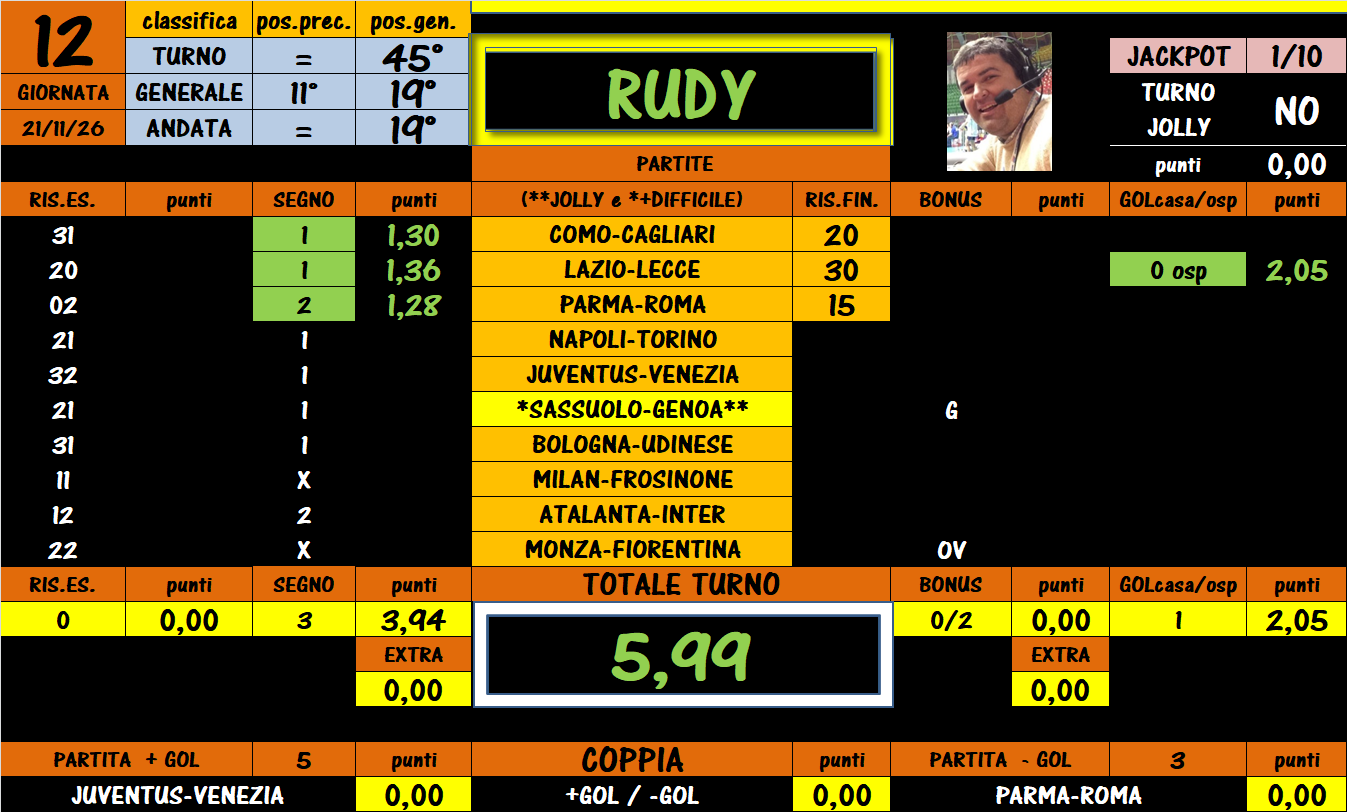 12 classifica pos.prec. pos.gen.
TURNO = 45° RUDY JACKPOT 1/10
GIORNATA GENERALE 11° 19° TURNO JOLLY NO
21/11/26 ANDATA = 19°
PARTITE punti 0,00
RIS.ES. punti SEGNO punti (**JOLLY e *+DIFFICILE) RIS.FIN. BONUS punti GOLcasa/osp punti
31 1 1,30 COMO-CAGLIARI 20
20 1 1,36 LAZIO-LECCE 30 0 osp 2,05
02 2 1,28 PARMA-ROMA 15
21 1 NAPOLI-TORINO
32 1 JUVENTUS-VENEZIA
21 1 *SASSUOLO-GENOA** G
31 1 BOLOGNA-UDINESE
11 X MILAN-FROSINONE
12 2 ATALANTA-INTER
22 X MONZA-FIORENTINA OV
RIS.ES. punti SEGNO punti TOTALE TURNO BONUS punti GOLcasa/osp punti
0 0,00 3 3,94 5,99 0/2 0,00 1 2,05
EXTRA EXTRA
0,00 0,00
PARTITA + GOL 5 punti COPPIA punti PARTITA - GOL 3 punti
JUVENTUS-VENEZIA 0,00 +GOL / -GOL 0,00 PARMA-ROMA 0,00